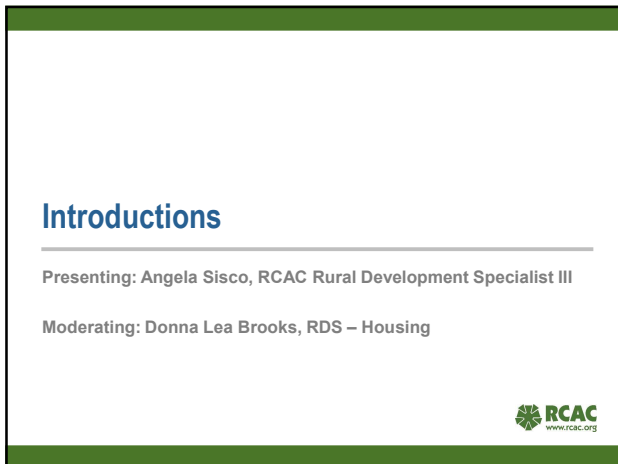 Introductions
Presenting: Angela Sisco, RCAC Rural Development Specialist III
Moderating: Donna Lea Brooks, RDS – Housing
RCAC
www.rcac.org